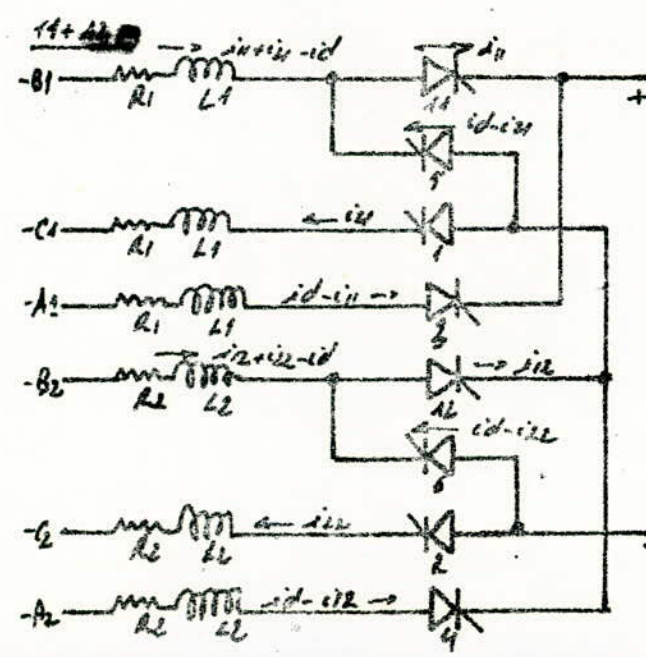 11+
→ i11+i21-id
→ i11
-B1
R1 L1
11
+
← id-i21
5
← i21
-C1
R1 L1
1
-A1
id-i11 →
R1 L1
3
→ i12+i22-id
-B2
→ i12
R2 L2
12
← id-i22
6
-C2
← i22
R2 L2
2
-
-A2
id-i12 →
R2 L2
4